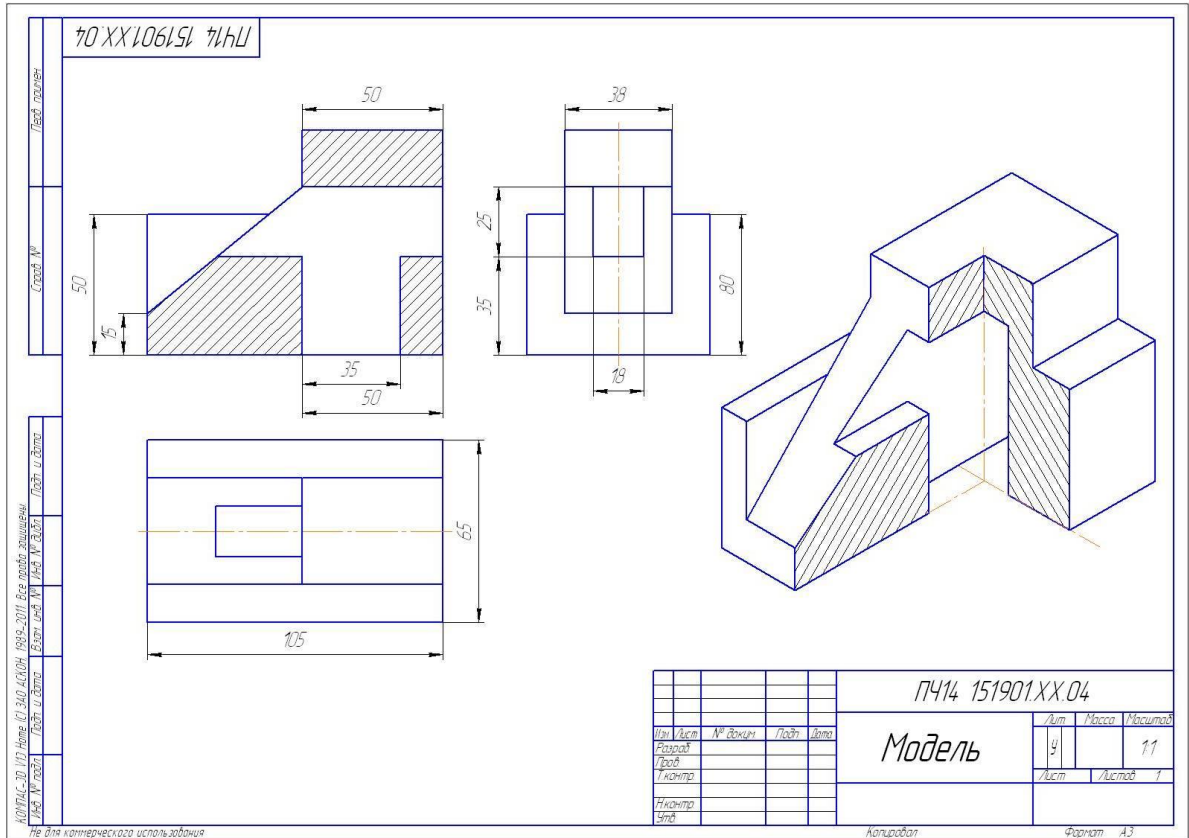 ПЧ14 151901.XX.04
50
38
50
15
35
50
25
35
18
80
65
105
Перв. примен.
Справ. №
Подп. и дата
Инв. № дубл.
Взам. инв. №
Подп. и дата
Инв. № подл.
КОМПАС-3D V13 Home (C) ЗАО АСКОН, 1989-2011. Все права защищены.
ПЧ14 151901.XX.04
Изм Лист № докум. Подп. Дата
Разраб.
Пров.
Т.контр.
Н.контр.
Утв.
Модель
Лит. Масса Масштаб
у 1:1
Лист Листов 1
Не для коммерческого использования
Копировал Формат А3